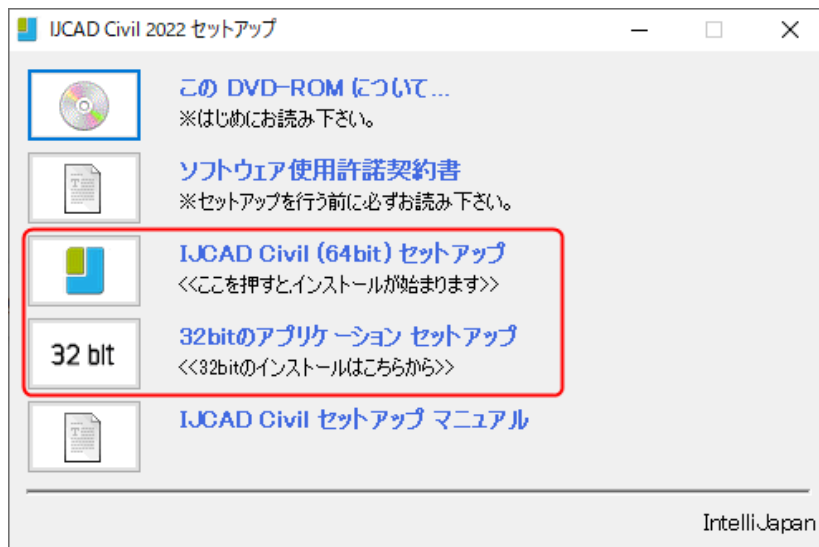 IJCAD Civil 2022 セットアップ
この DVD-ROM について...
※はじめにお読み下さい。
ソフトウェア使用許諾契約書
※セットアップを行う前に必ずお読み下さい。
IJCAD Civil (64bit) セットアップ
<<ここを押すとインストールが始まります>>
32 bit
32bitのアプリケーション セットアップ
<<32bitのインストールはこちらから>>
IJCAD Civil セットアップ マニュアル
IntelliJapan